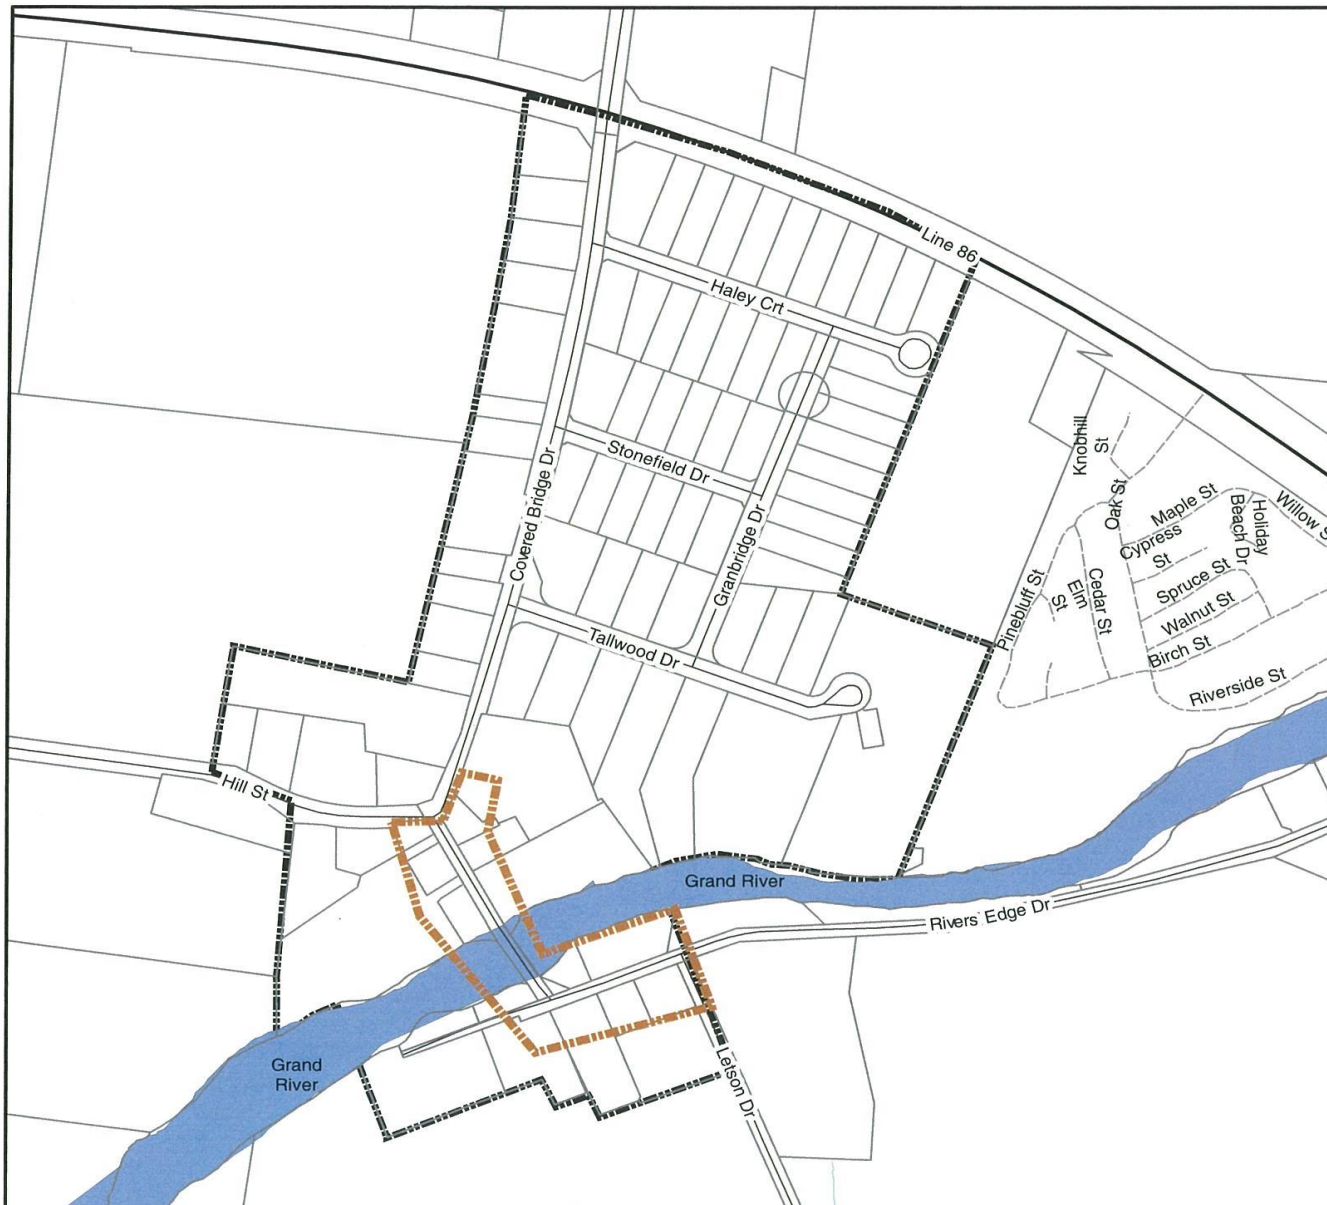 Line 86
Haley Crt
Stonefield Dr
Covered Bridge Dr
Granbridge Dr
Tallwood Dr
Hill St
Knobhill
St
Oak St
Maple St
Cypress
St
Holiday
Beach Dr
Willow S
Spruce St
Walnut St
Birch St
Riverside St
Cedar St
Elm
St
Pinebluff St
Grand River
Rivers Edge Dr
Grand
River
Letson Dr